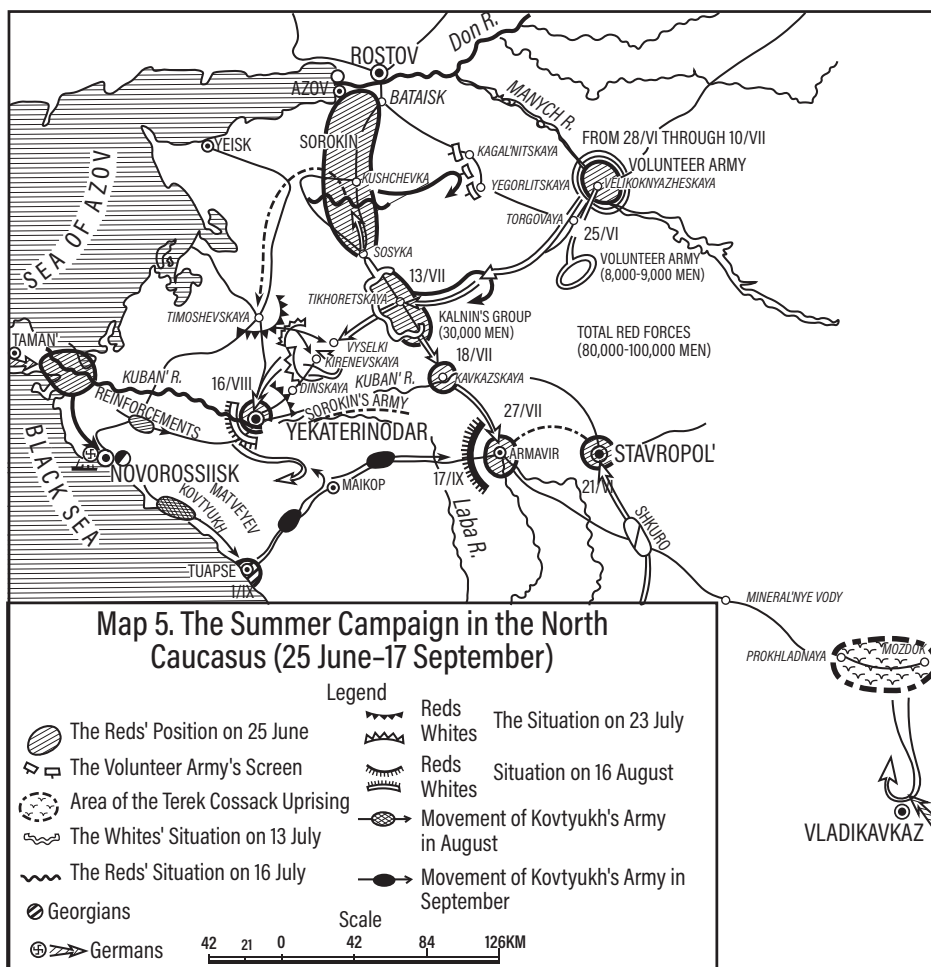 ROSTOV
Don R.
AZOV
BATAISK
MANYCH R.
FROM 28/VI THROUGH 10/VII
SOROKIN
YEISK
KAGAL'NITSKAYA
VOLUNTEER ARMY
KUSHCHEVKA
YEGORLITSKAYA
VELIKOKNYAZHESKAYA
SEA OF AZOV
TORGOVAYA
25/VI
SOSYKA
VOLUNTEER ARMY
(8,000-9,000 MEN)
13/VII
TIKHORETSKAYA
KALNIN'S GROUP
(30,000 MEN)
TOTAL RED FORCES
(80,000-100,000 MEN)
TIMOSHEVSKAYA
TAMAN'
VYSELKI
18/VII
KIRENEVSKAYA
KUBAN' R.
16/VIII
DINSKAYA
KUBAN' R.
KAVKAZSKAYA
REINFORCEMENTS
SOROKIN'S ARMY
YEKATERINODAR
27/VII
BLACK SEA
NOVOROSSIISK
ARMAVIR
STAVROPOL'
MAIKOP
17/IX
21/VI
KOVTYUKH
MATVEYEV
Laba R.
SHKURO
TUAPSE
1/IX
MINERAL'NYE VODY
PROKHLADNAYA
MOZDOK
VLADIKAVKAZ
Map 5. The Summer Campaign in the North
Caucasus (25 June–17 September)
Legend
The Reds' Position on 25 June
The Volunteer Army's Screen
Area of the Terek Cossack Uprising
The Whites' Situation on 13 July
The Reds' Situation on 16 July
Georgians
Germans
Reds
Whites
The Situation on 23 July
Reds
Whites
Situation on 16 August
Movement of Kovtyukh's Army
in August
Movement of Kovtyukh's Army in
September
Scale
42 21 0 42 84 126KM